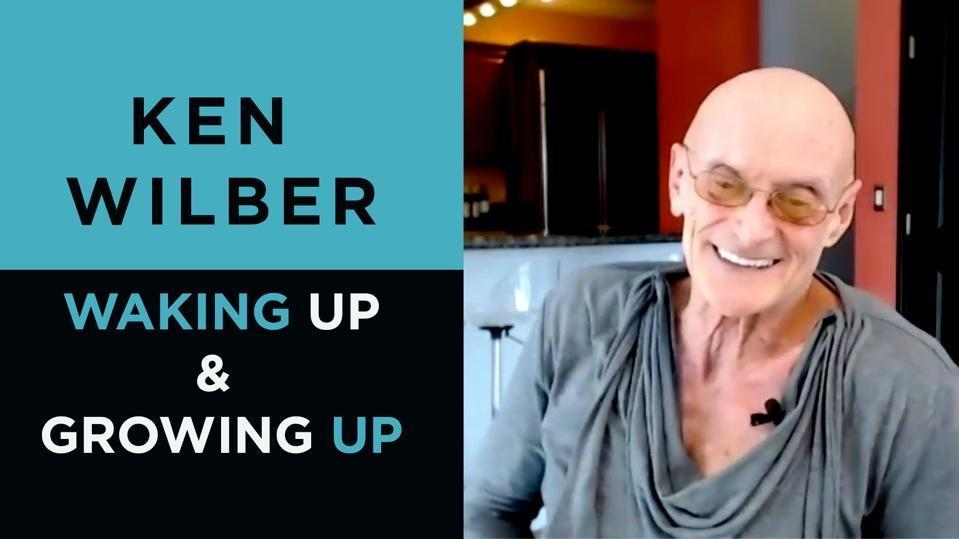 KEN
WILBER
WAKING UP
&
GROWING UP